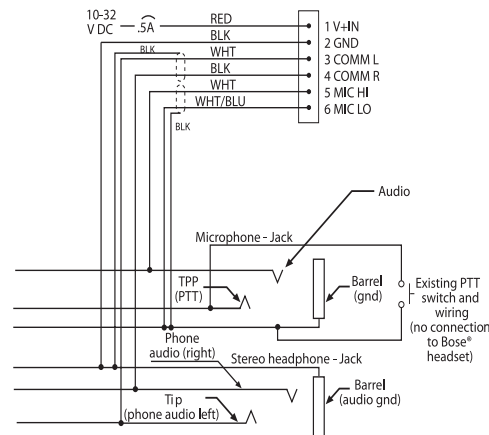 10-32
V DC
.5A
RED
1 V+IN
BLK
2 GND
BLK
WHT
3 COMM L
BLK
4 COMM R
WHT
5 MIC HI
WHT/BLU
6 MIC LO
BLK
Audio
Microphone - Jack
TPP
(PTT)
Barrel
(gnd)
Existing PTT
switch and
wiring
(no connection
to Bose®
headset)
Phone
audio (right)
Stereo headphone - Jack
Barrel
(audio gnd)
Tip
(phone audio left)